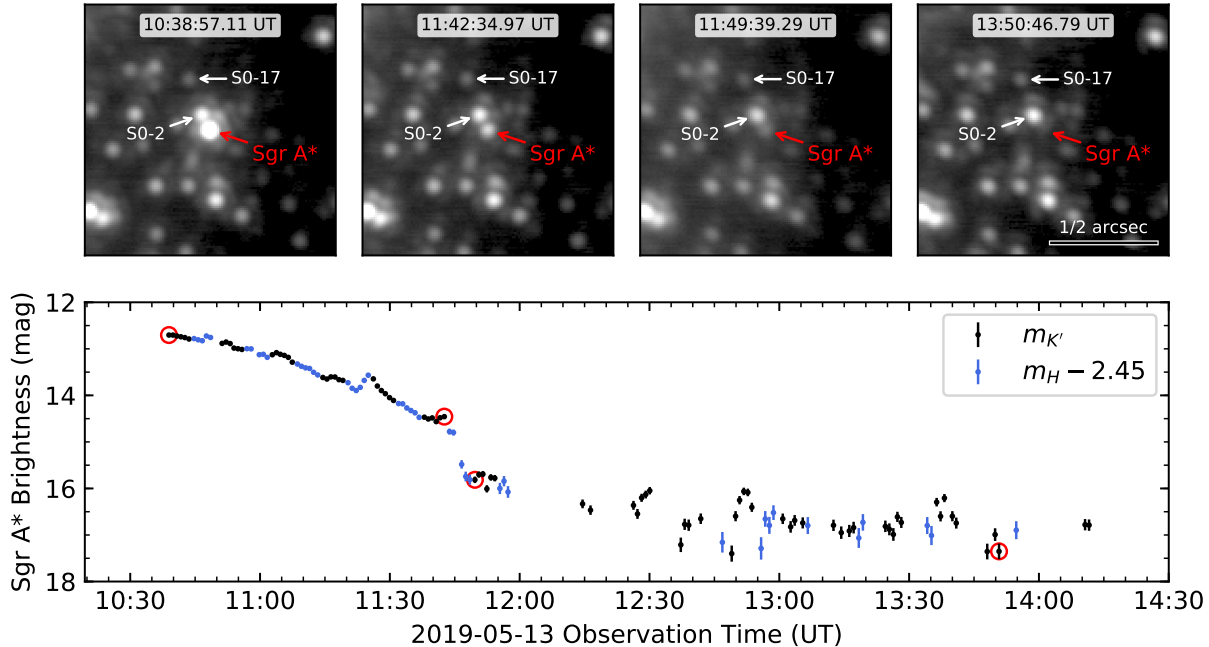 10:38:57.11 UT
S0-17
S0-2
Sgr A*
11:42:34.97 UT
S0-17
S0-2
Sgr A*
11:49:39.29 UT
S0-17
S0-2
Sgr A*
13:50:46.79 UT
S0-17
S0-2
Sgr A*
1/2 arcsec
Sgr A* Brightness (mag)
12
14
16
18
m_K'
m_H − 2.45
10:30
11:00
11:30
12:00
12:30
13:00
13:30
14:00
14:30
2019-05-13 Observation Time (UT)